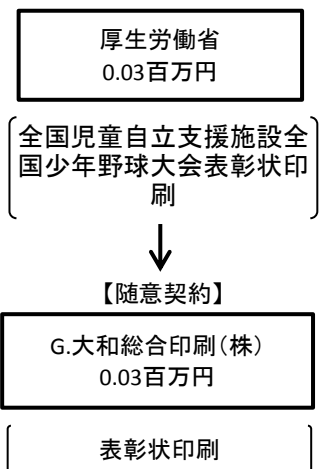 厚生労働省
0.03百万円
全国児童自立支援施設全
国少年野球大会表彰状印
刷
【随意契約】
G.大和総合印刷（株）
0.03百万円
表彰状印刷